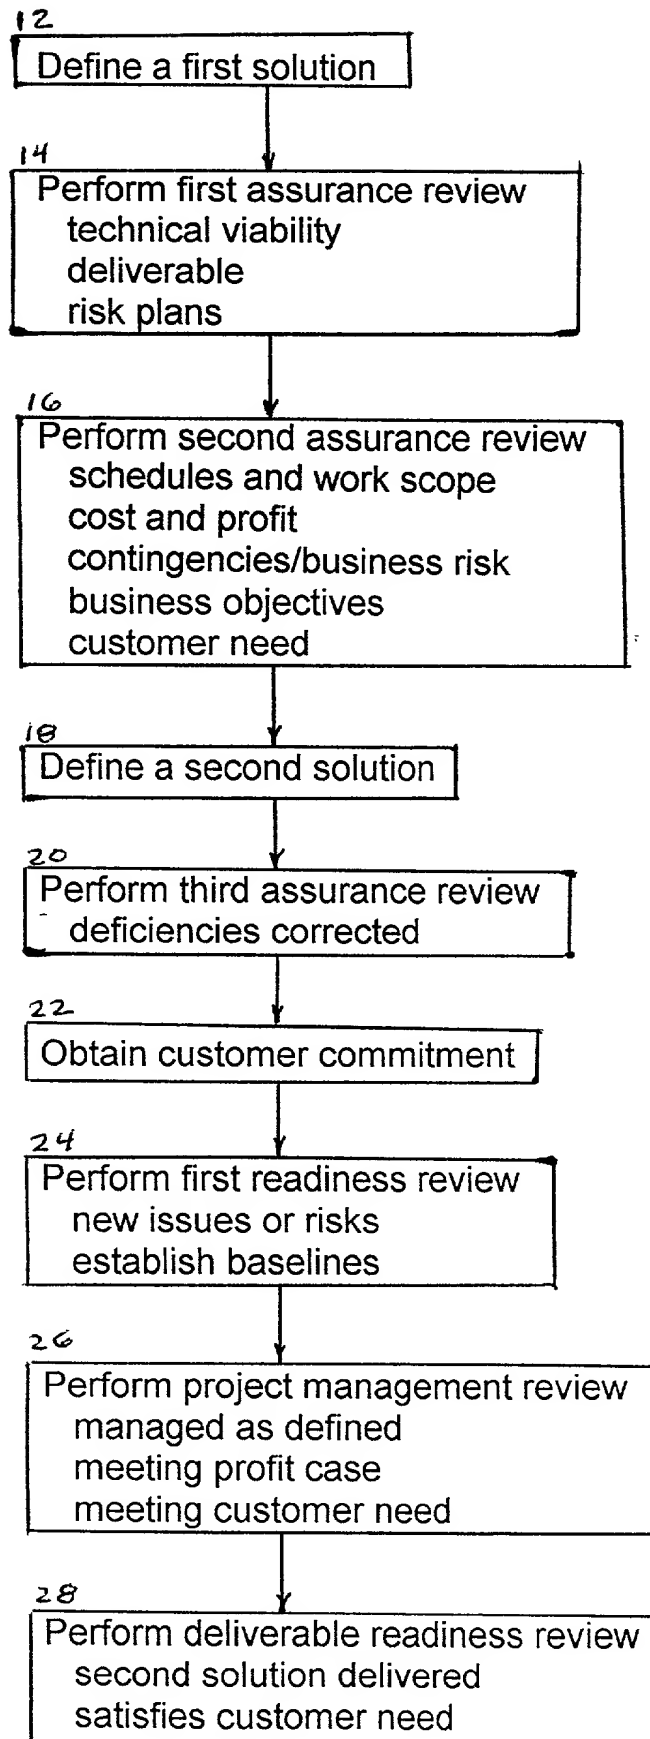 12
Define a first solution
14
Perform first assurance review
technical viability
deliverable
risk plans
16
Perform second assurance review
schedules and work scope
cost and profit
contingencies/business risk
business objectives
customer need
18
Define a second solution
20
Perform third assurance review
deficiencies corrected
22
Obtain customer commitment
24
Perform first readiness review
new issues or risks
establish baselines
26
Perform project management review
managed as defined
meeting profit case
meeting customer need
28
Perform deliverable readiness review
second solution delivered
satisfies customer need